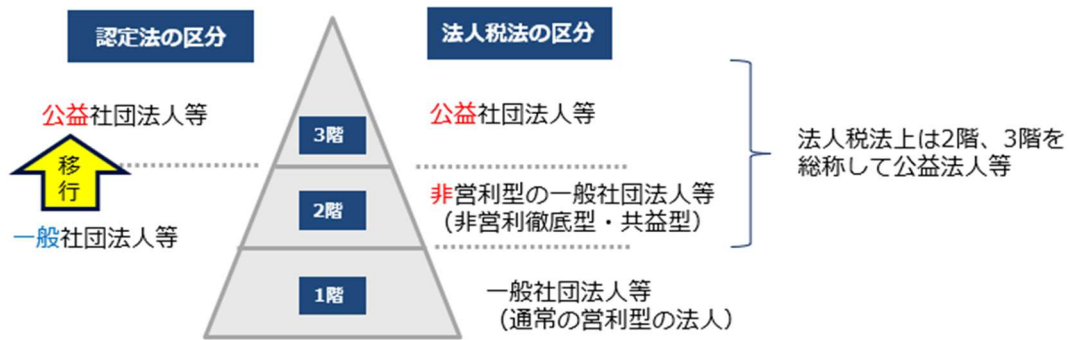 認定法の区分
法人税法の区分
公益社団法人等
移行
一般社団法人等
3階
2階
1階
公益社団法人等
非営利型の一般社団法人等
（非営利徹底型・共益型）
一般社団法人等
（通常の営利型の法人）
法人税法上は2階、3階を
総称して公益法人等